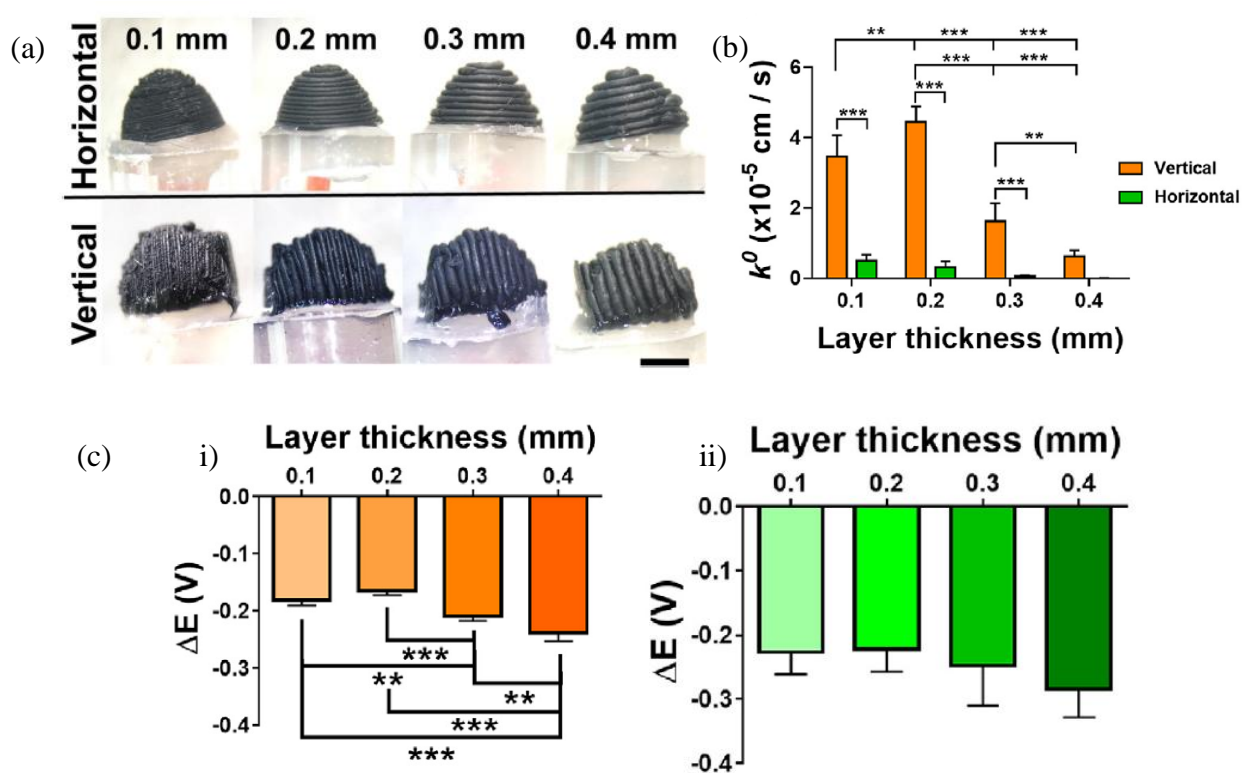 (a)
0.1 mm 0.2 mm 0.3 mm 0.4 mm
Horizontal
Vertical
(b)
** *** ***
*** ***
***
***
**
***
6
4
2
0
k⁰ (x10⁻⁵ cm / s)
0.1 0.2 0.3 0.4
Layer thickness (mm)
Vertical
Horizontal
(c) i)
Layer thickness (mm)
0.1 0.2 0.3 0.4
0.0
-0.1
-0.2
-0.3
-0.4
ΔE (V)
***
**
**
***
***
ii)
Layer thickness (mm)
0.1 0.2 0.3 0.4
0.0
-0.1
-0.2
-0.3
-0.4
ΔE (V)